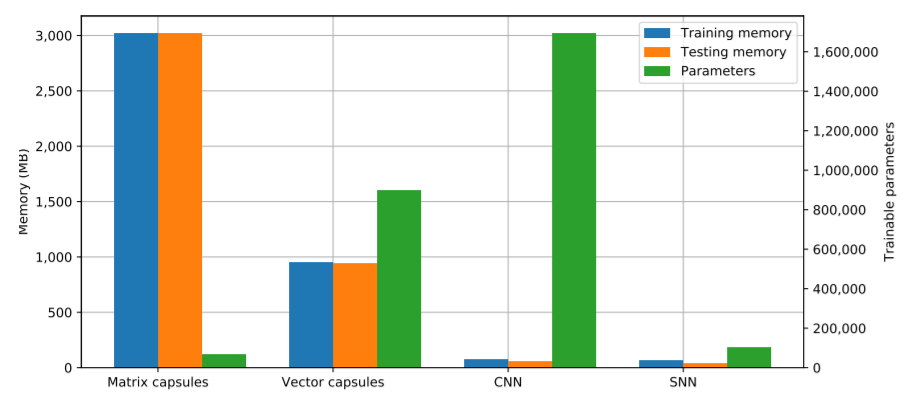 Training memory
Testing memory
Parameters
3,000
2,500
2,000
1,500
1,000
500
0
Memory (MB)
1,600,000
1,400,000
1,200,000
1,000,000
800,000
600,000
400,000
200,000
0
Trainable parameters
Matrix capsules
Vector capsules
CNN
SNN